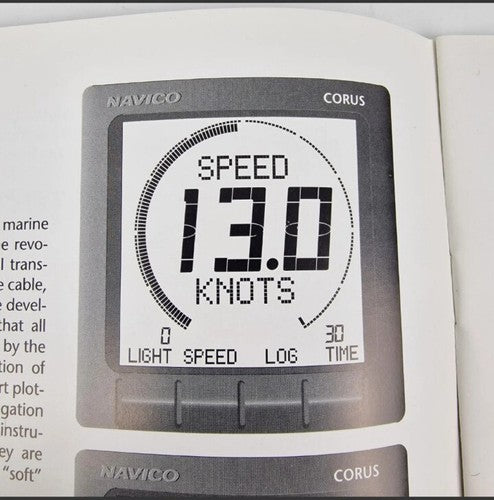 NAVICO CORUS
SPEED
13.0
KNOTS
0 30
LIGHT SPEED LOG TIME
marine
e revo-
l trans-
e cable,
e devel-
that all
by the
tion of
rt plot-
gation
instru-
ey are
"soft"
NAVICO CORUS